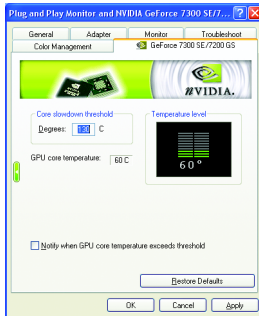 Plug and Play Monitor and NVIDIA GeForce 7300 SE/7...
General Adapter Monitor Troubleshoot
Color Management GeForce 7300 SE/7200 GS
NVIDIA.
Core slowdown threshold
Degrees: 130 C
Temperature level
GPU core temperature: 60 C
60°
Notify when GPU core temperature exceeds threshold
Restore Defaults
OK Cancel Apply